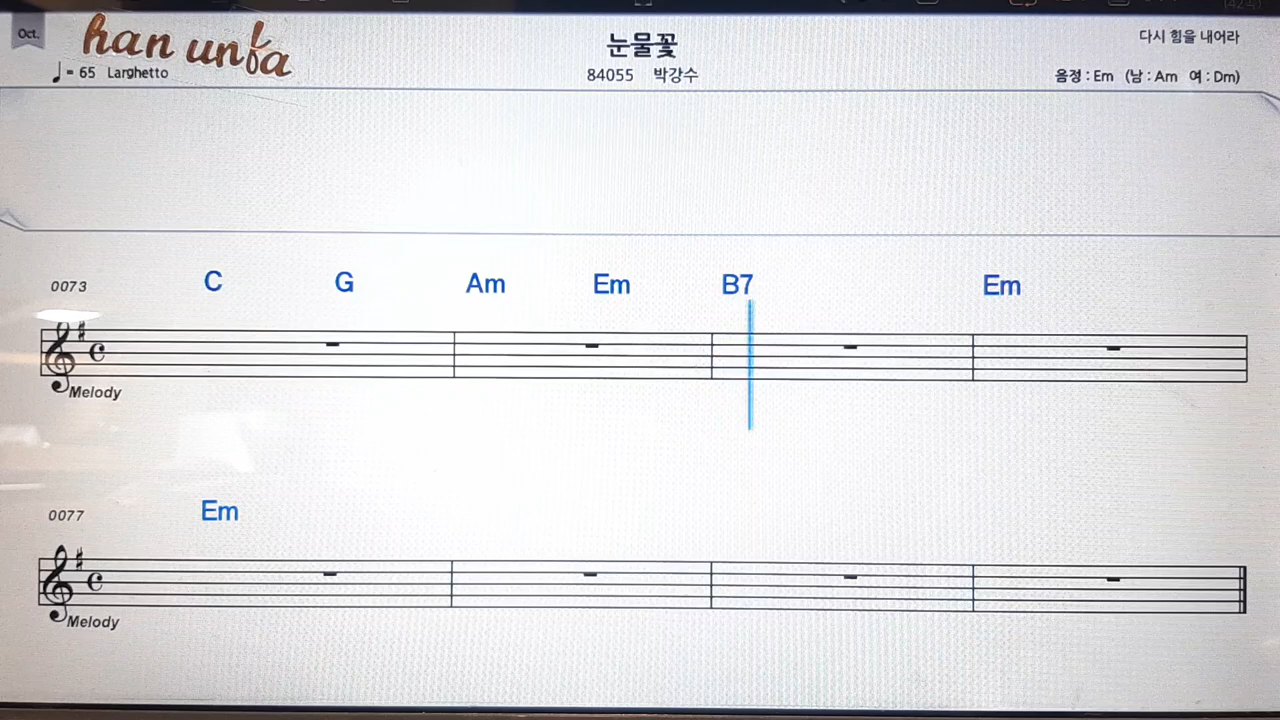 Oct.
han unfa
눈물꽃
다시 힘을 내어라
♩= 65 Larghetto
84055 박강수
음정 : Em (남 : Am 여 : Dm)
0073 C G Am Em B7 Em
Melody
0077 Em
Melody